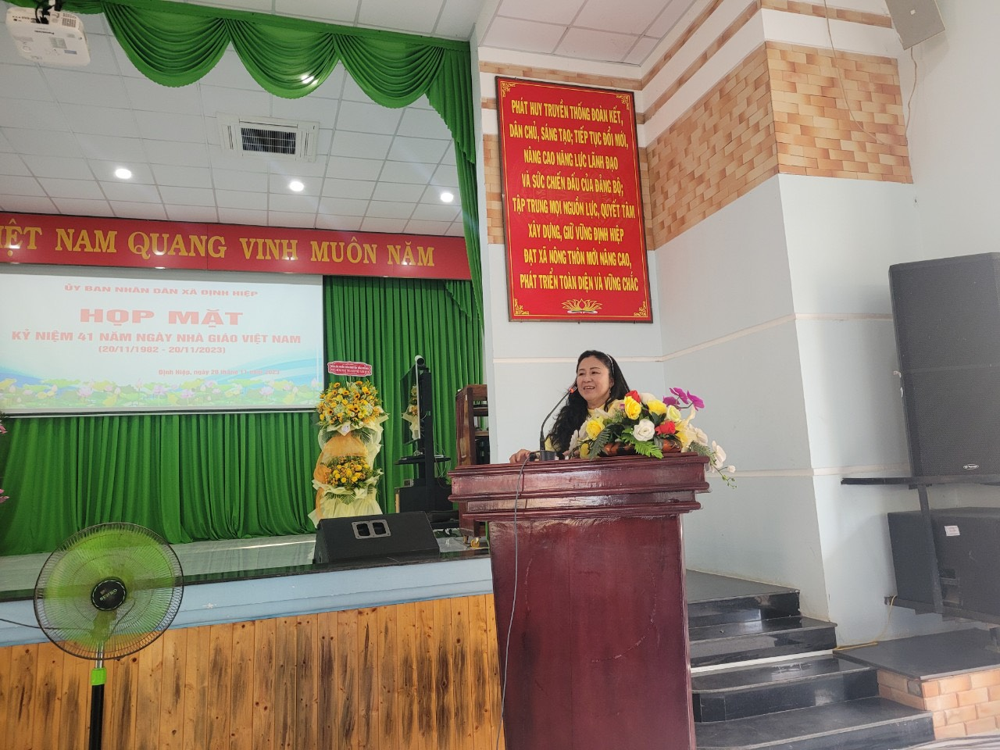 PHÁT HUY TRUYỀN THỐNG ĐOÀN KẾT,
DÂN CHỦ, SÁNG TẠO; TIẾP TỤC ĐỔI MỚI,
NÂNG CAO NĂNG LỰC LÃNH ĐẠO
VÀ SỨC CHIẾN ĐẤU CỦA ĐẢNG BỘ;
TẬP TRUNG MỌI NGUỒN LỰC, QUYẾT TÂM
XÂY DỰNG, GIỮ VỮNG ĐỊNH HIỆP
ĐẠT XÃ NÔNG THÔN MỚI NÂNG CAO,
PHÁT TRIỂN TOÀN DIỆN VÀ VỮNG CHẮC
IỆT NAM QUANG VINH MUÔN NĂM
ỦY BAN NHÂN DÂN XÃ ĐỊNH HIỆP
HỌP MẶT
KỶ NIỆM 41 NĂM NGÀY NHÀ GIÁO VIỆT NAM
(20/11/1982 - 20/11/2023)
Định Hiệp, ngày 20 tháng 11